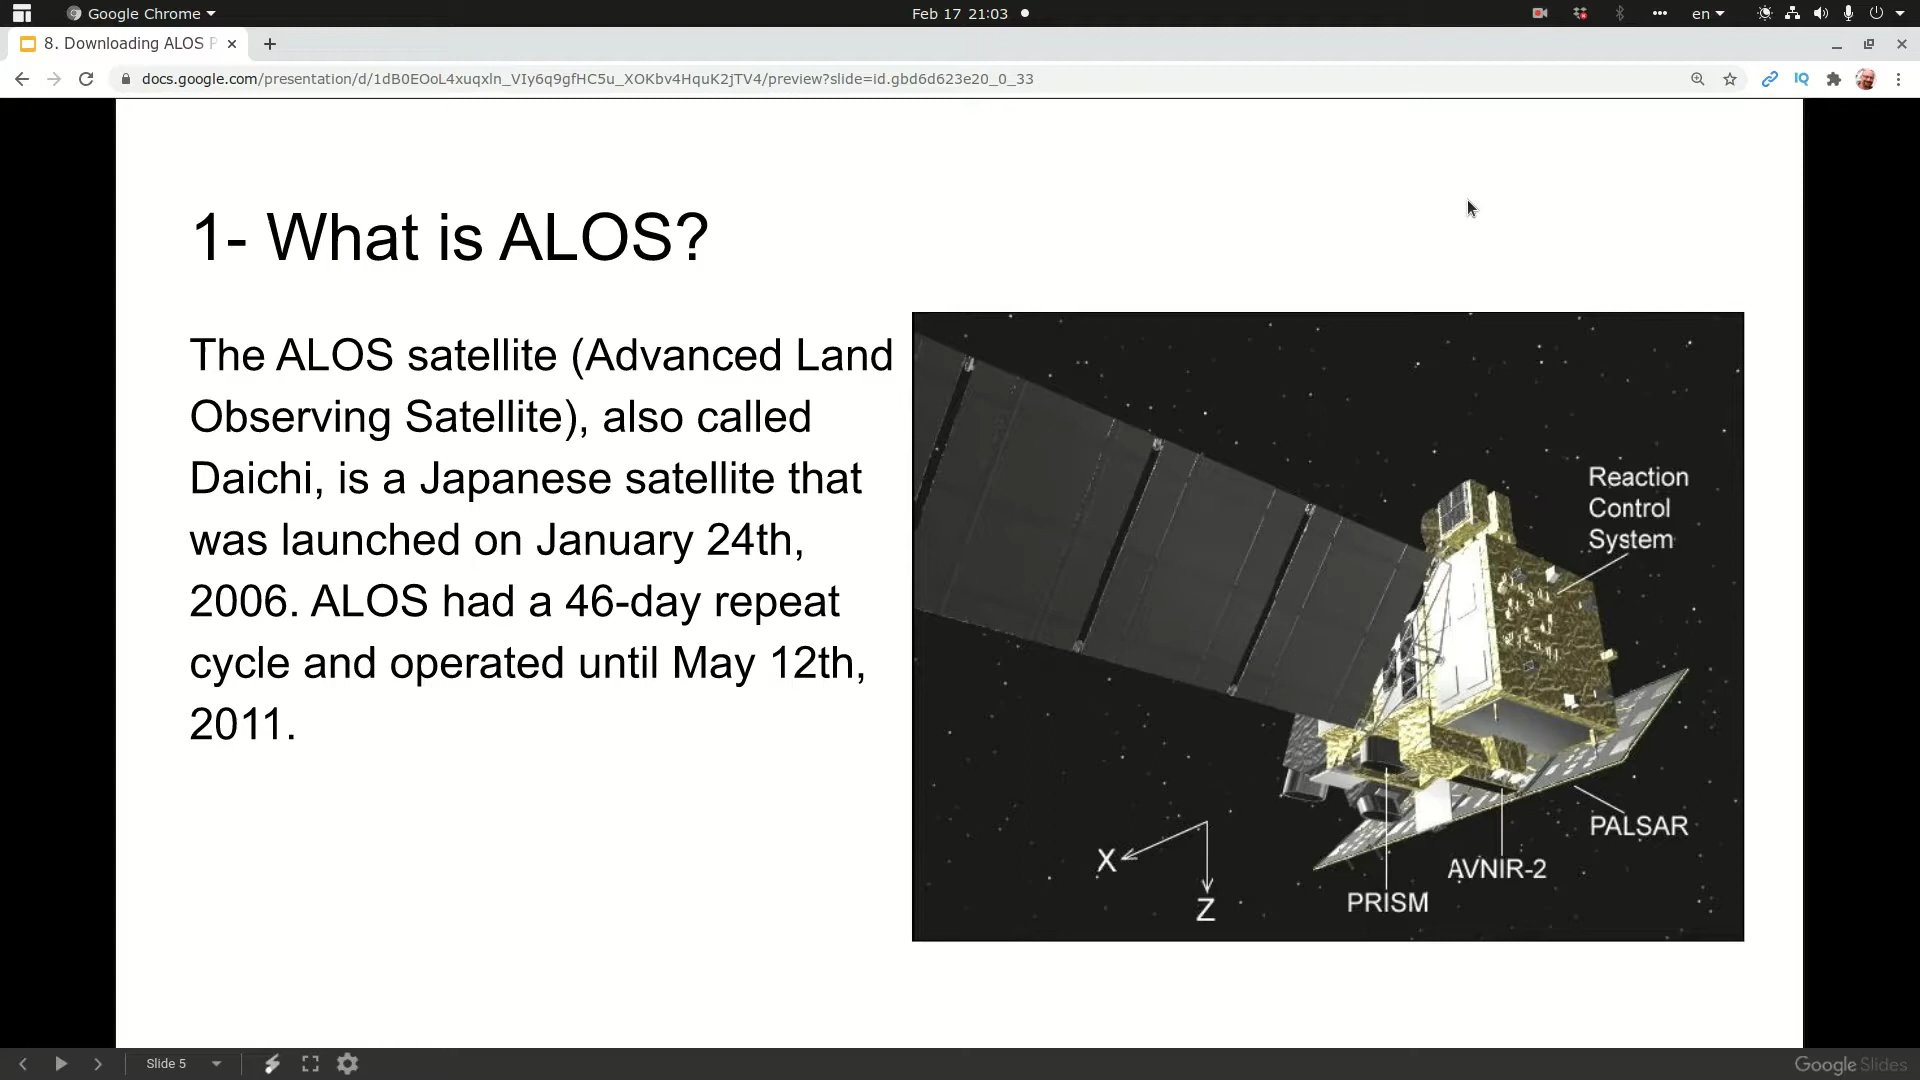 Google Chrome
Feb 17 21:03
en
8. Downloading ALOS P
docs.google.com/presentation/d/1dB0EOoL4xuqxln_VIy6q9gfHC5u_XOKbv4HquK2jTV4/preview?slide=id.gbd6d623e20_0_33
IQ
1- What is ALOS?
The ALOS satellite (Advanced Land
Observing Satellite), also called
Daichi, is a Japanese satellite that
was launched on January 24th,
2006. ALOS had a 46-day repeat
cycle and operated until May 12th,
2011.
Reaction
Control
System
PALSAR
AVNIR-2
PRISM
X
Z
Slide 5
Google Slides